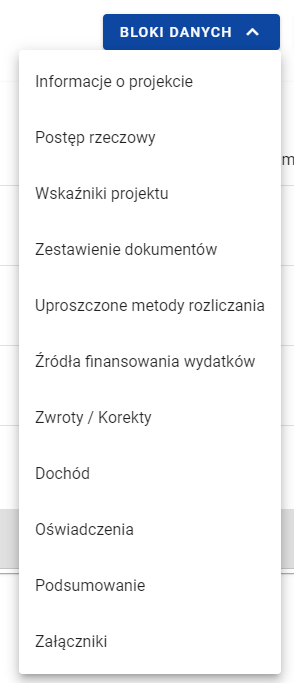 BLOKI DANYCH
Informacje o projekcie
Postęp rzeczowy
Wskaźniki projektu
Zestawienie dokumentów
Uproszczone metody rozliczania
Źródła finansowania wydatków
Zwroty / Korekty
Dochód
Oświadczenia
Podsumowanie
Załączniki